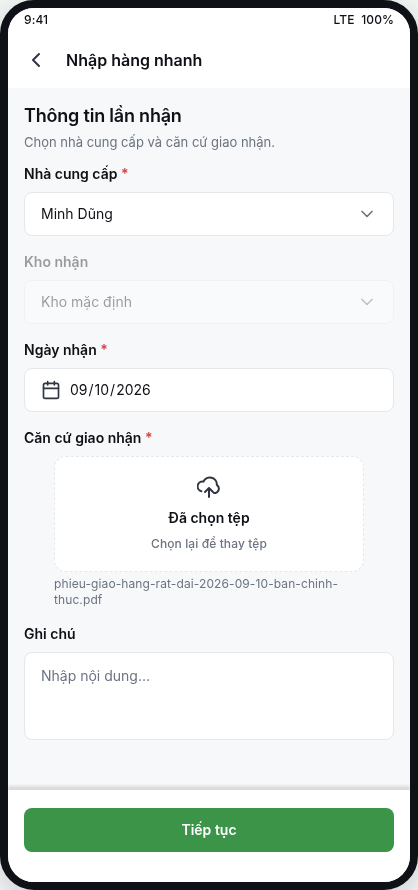 9:41
LTE 100%
Nhập hàng nhanh
Thông tin lần nhận
Chọn nhà cung cấp và căn cứ giao nhận.
Nhà cung cấp *
Minh Dũng
Kho nhận
Kho mặc định
Ngày nhận *
09/10/2026
Căn cứ giao nhận *
Đã chọn tệp
Chọn lại để thay tệp
phieu-giao-hang-rat-dai-2026-09-10-ban-chinh-
thuc.pdf
Ghi chú
Nhập nội dung...
Tiếp tục